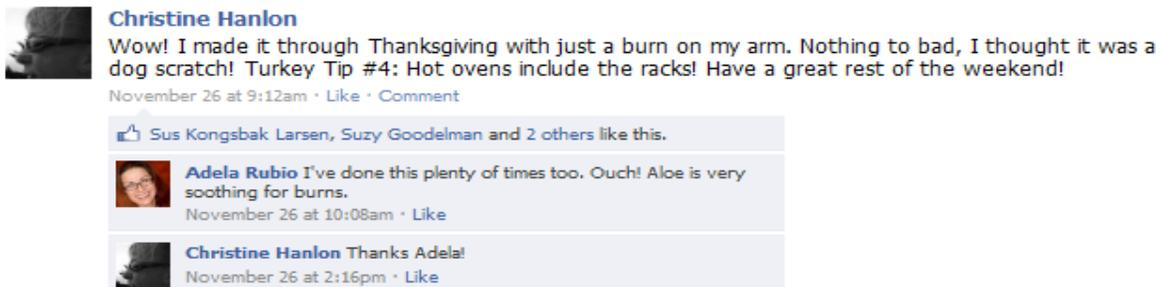 Christine Hanlon
Wow! I made it through Thanksgiving with just a burn on my arm. Nothing to bad, I thought it was a
dog scratch! Turkey Tip #4: Hot ovens include the racks! Have a great rest of the weekend!
November 26 at 9:12am · Like · Comment
Sus Kongsbak Larsen, Suzy Goodelman and 2 others like this.
Adela Rubio I've done this plenty of times too. Ouch! Aloe is very
soothing for burns.
November 26 at 10:08am · Like
Christine Hanlon Thanks Adela!
November 26 at 2:16pm · Like